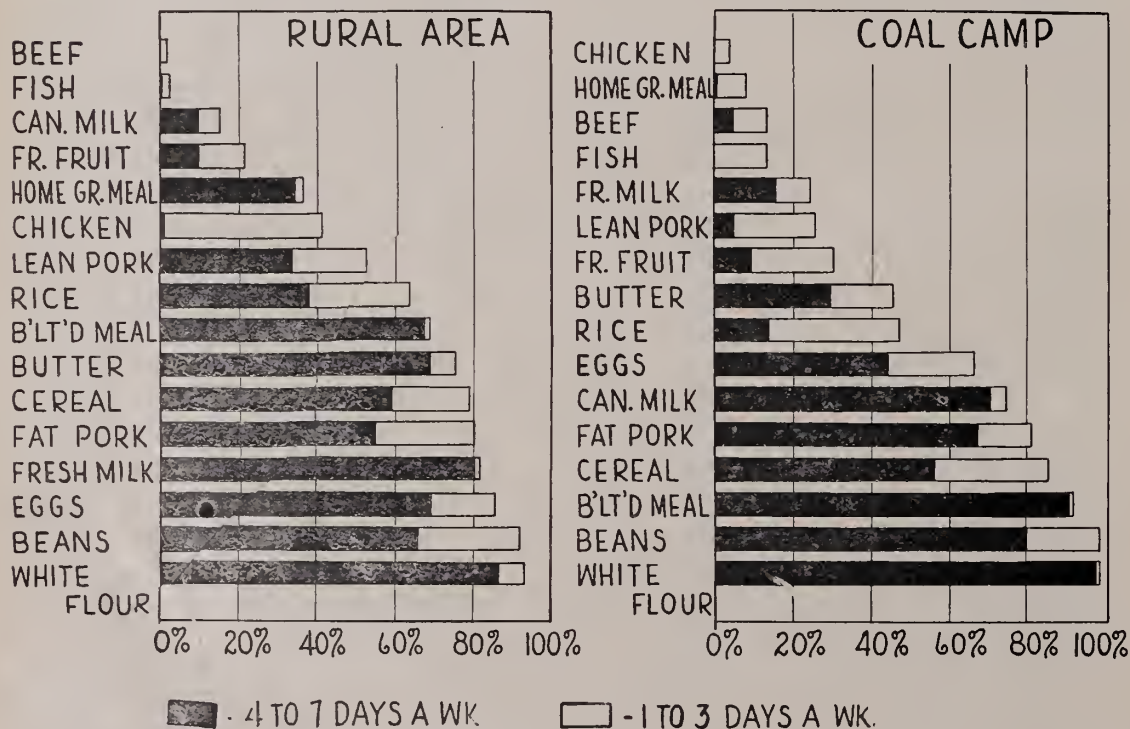 RURAL AREA
BEEF
FISH
CAN. MILK
FR. FRUIT
HOME GR. MEAL
CHICKEN
LEAN PORK
RICE
B'LT'D MEAL
BUTTER
CEREAL
FAT PORK
FRESH MILK
EGGS
BEANS
WHITE
FLOUR
0% 20% 40% 60% 80% 100%
COAL CAMP
CHICKEN
HOME GR. MEAL
BEEF
FISH
FR. MILK
LEAN PORK
FR. FRUIT
BUTTER
RICE
EGGS
CAN. MILK
FAT PORK
CEREAL
B'LT'D MEAL
BEANS
WHITE
FLOUR
0% 20% 40% 60% 80% 100%
- 4 TO 7 DAYS A WK.
- 1 TO 3 DAYS A WK.